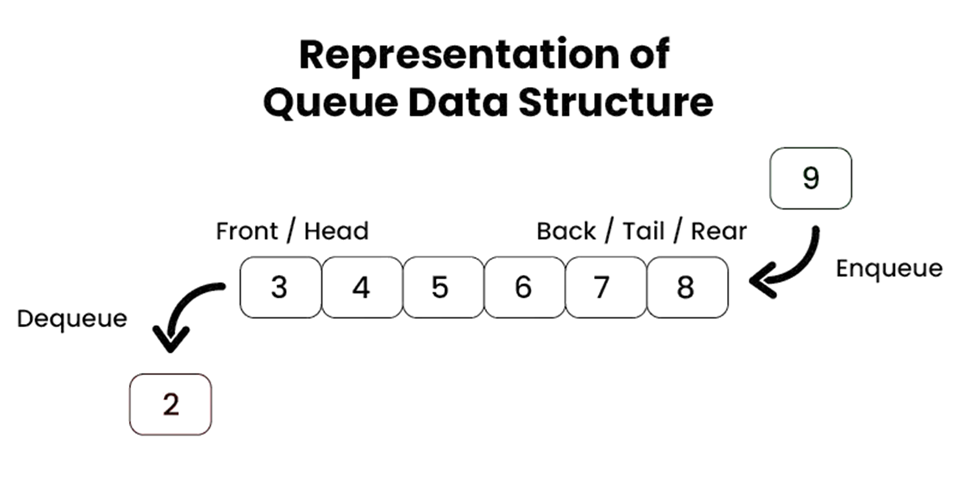 Representation of
Queue Data Structure
9
Front / Head
Back / Tail / Rear
Enqueue
3 4 5 6 7 8
Dequeue
2